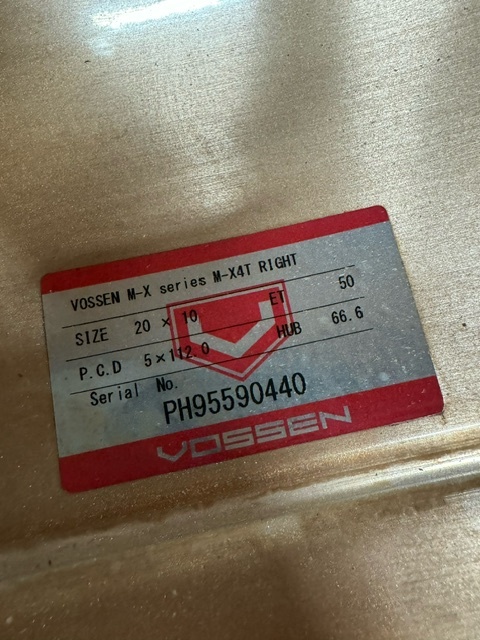 VOSSEN M-X series M-X4T RIGHT
SIZE 20 × 10 ET 50
P.C.D 5×112.0 HUB 66.6
Serial No.
PH95590440
VOSSEN